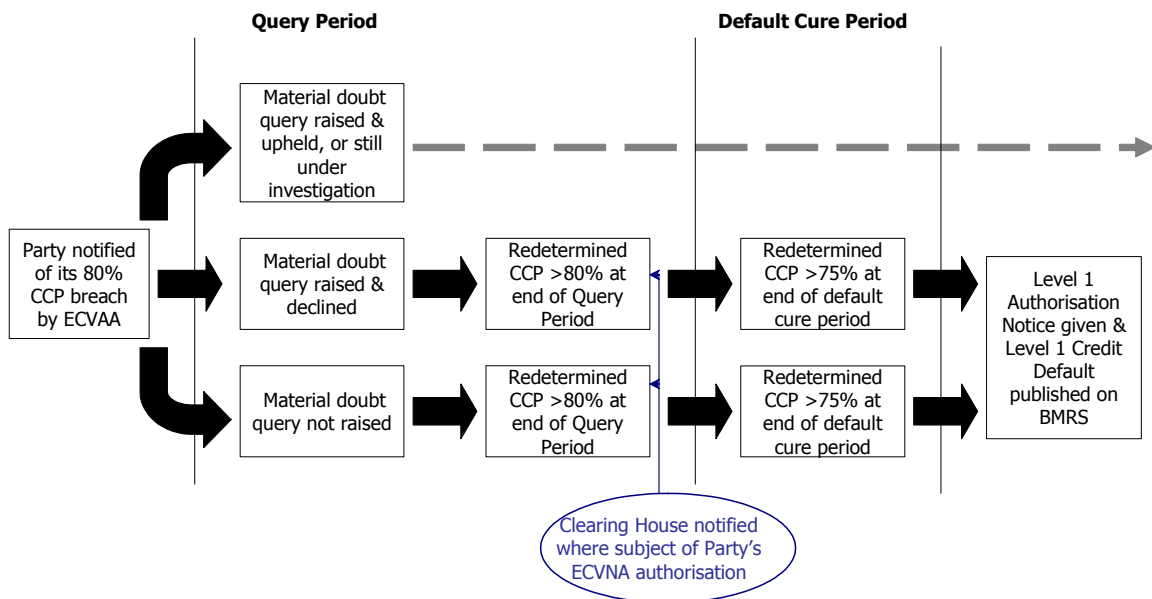 Query Period
Default Cure Period
Material doubt
query raised &
upheld, or still
under
investigation
Party notified
of its 80%
CCP breach
by ECVAA
Material doubt
query raised &
declined
Redetermined
CCP >80% at
end of Query
Period
Redetermined
CCP >75% at
end of default
cure period
Level 1
Authorisation
Notice given &
Level 1 Credit
Default
published on
BMRS
Material doubt
query not raised
Redetermined
CCP >80% at
end of Query
Period
Redetermined
CCP >75% at
end of default
cure period
Clearing House notified
where subject of Party's
ECVNA authorisation